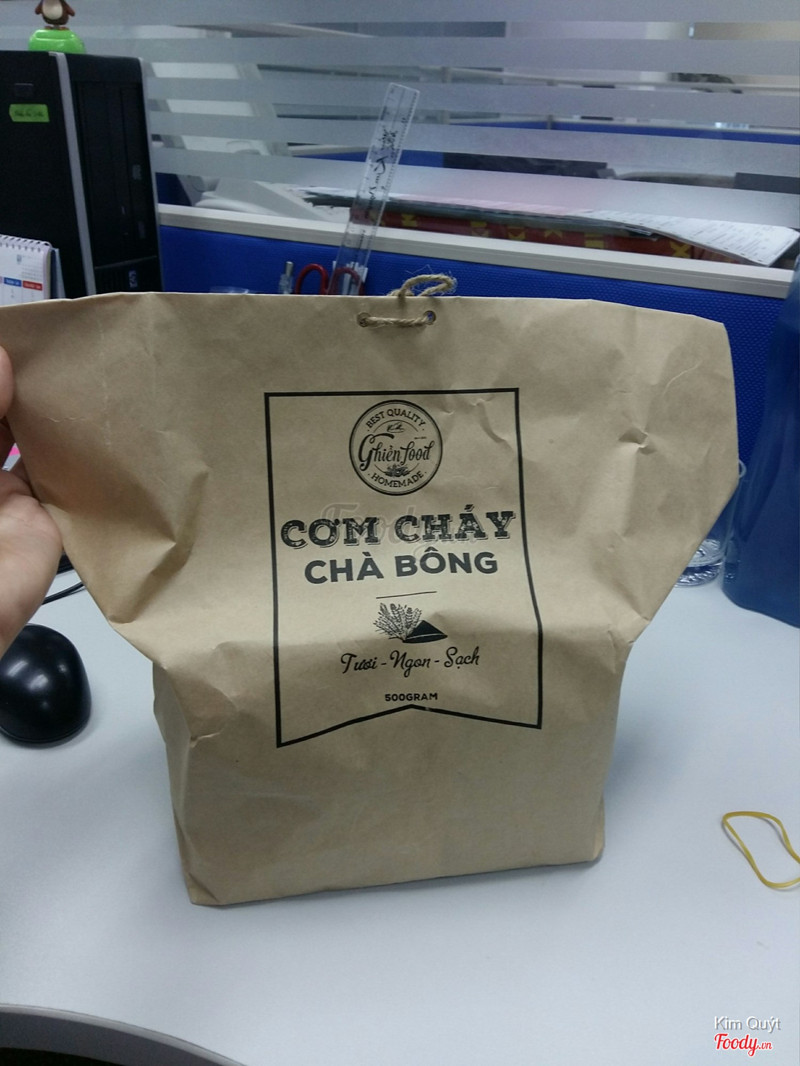 BEST QUALITY
Ghiền food
HOMEMADE
CƠM CHÁY
CHÀ BÔNG
Tươi - Ngon - Sạch
500GRAM
Kim Quýt
Foody.vn